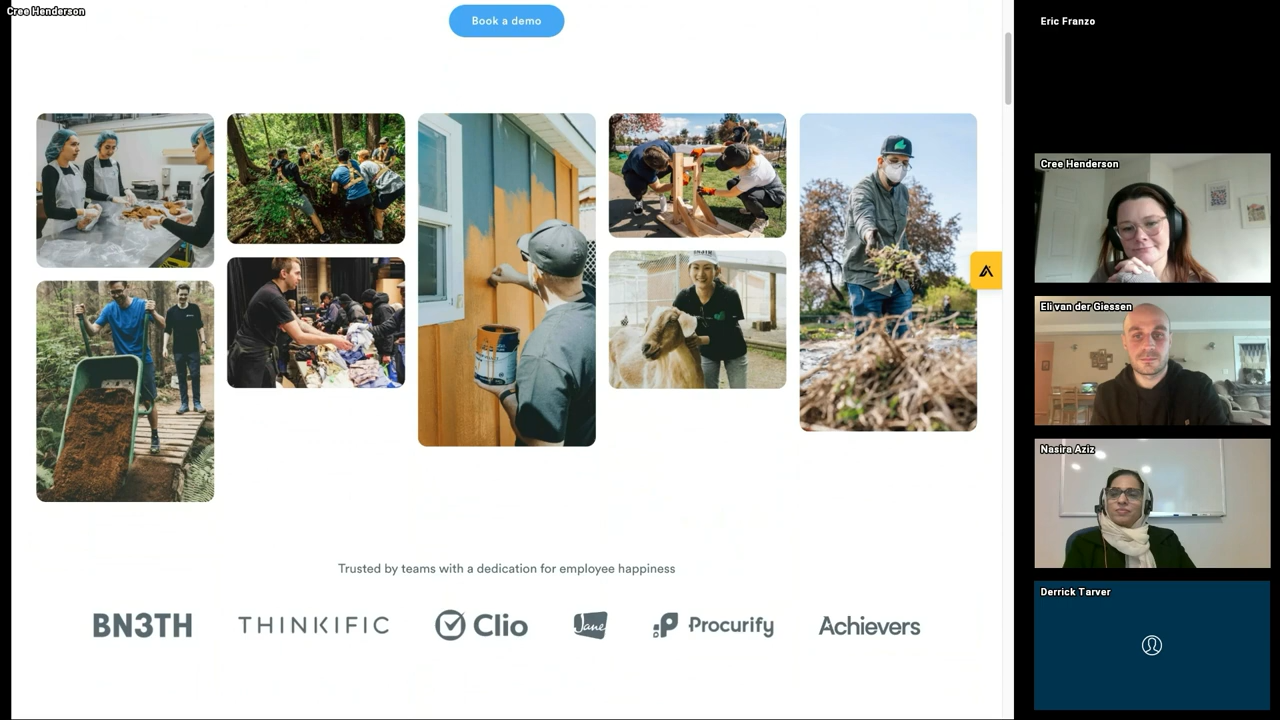 Cree Henderson
Book a demo
Eric Franzo
Cree Henderson
Eli van der Giessen
Nasira Aziz
Derrick Tarver
Trusted by teams with a dedication for employee happiness
BN3TH
THINKIFIC
Clio
Jane
Procurify
Achievers